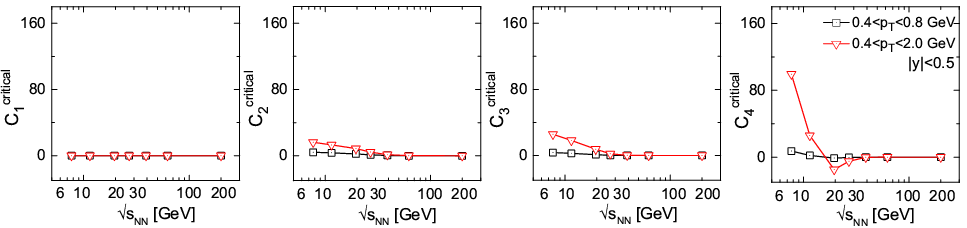 C1critical
160
80
0
6 10 20 30 100 200
√sNN [GeV]
C2critical
160
80
0
6 10 20 30 100 200
√sNN [GeV]
C3critical
160
80
0
6 10 20 30 100 200
√sNN [GeV]
C4critical
160
80
0
6 10 20 30 100 200
√sNN [GeV]
0.4<pT<0.8 GeV
0.4<pT<2.0 GeV
|y|<0.5